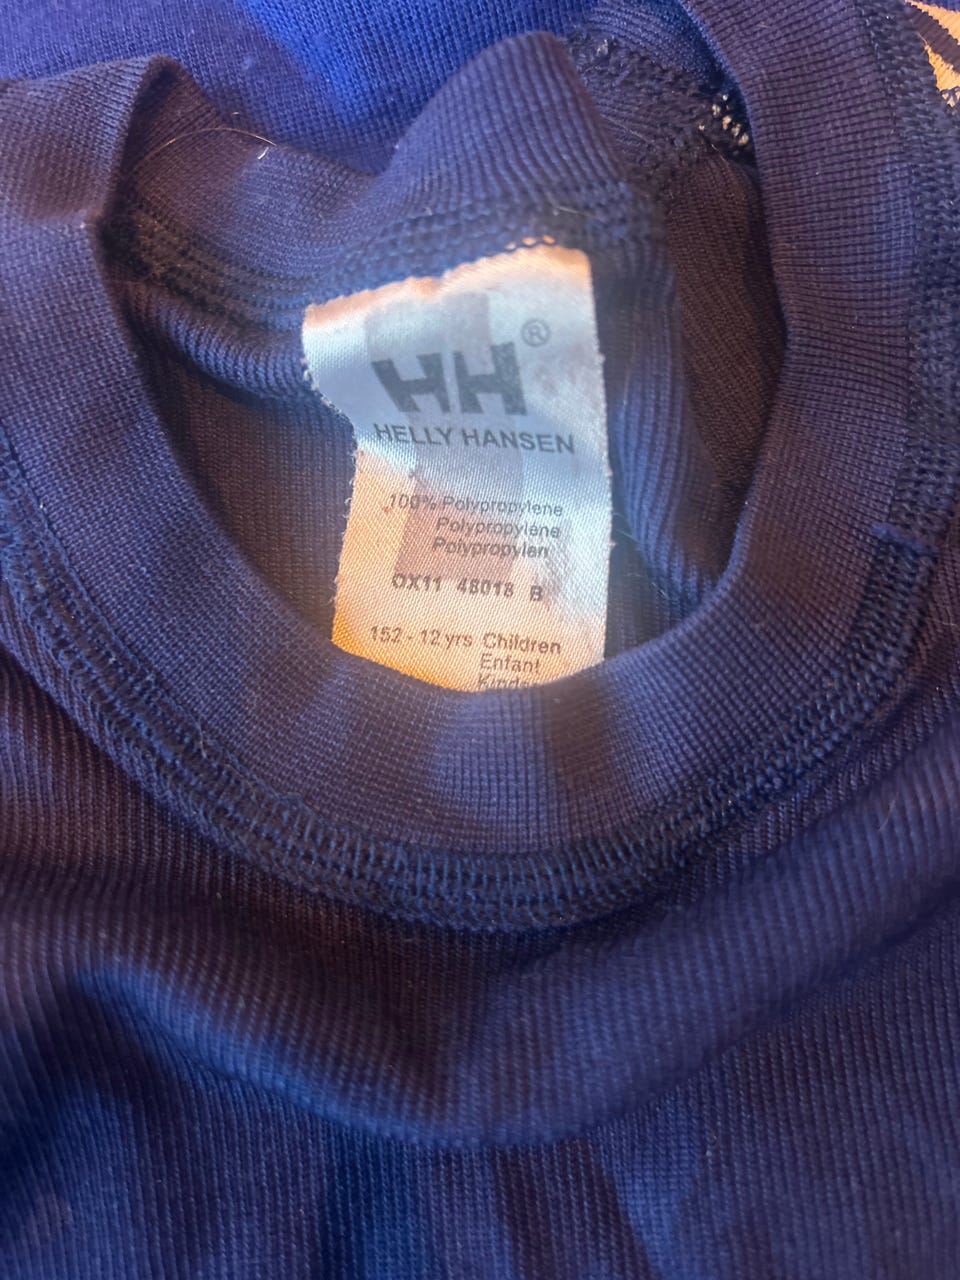 HH®
HELLY HANSEN
100% Polypropylene
Polypropylène
Polypropylen
OX11 48018 B
152 - 12 yrs Children
Enfant